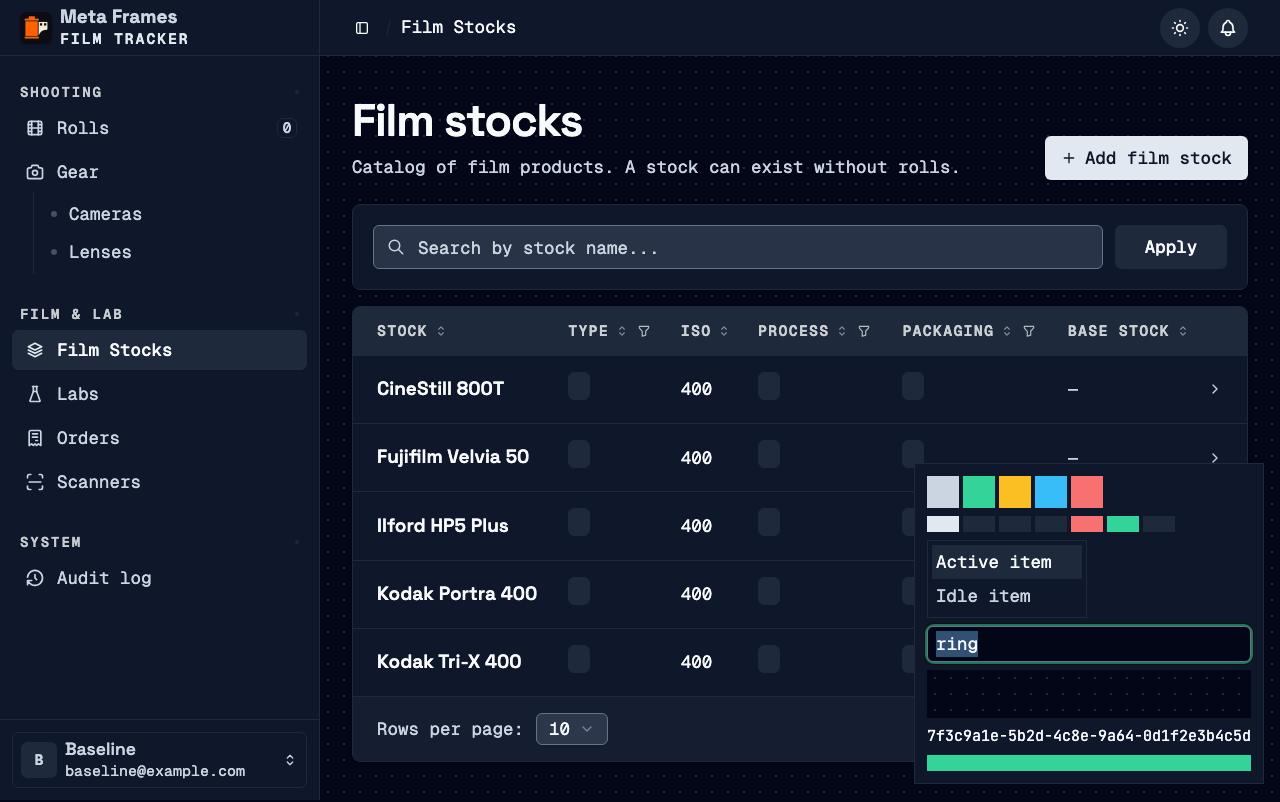 Meta Frames
FILM TRACKER
Film Stocks
SHOOTING
Rolls 0
Gear
Cameras
Lenses
FILM & LAB
Film Stocks
Labs
Orders
Scanners
SYSTEM
Audit log
Baseline
B
baseline@example.com
Film stocks
Catalog of film products. A stock can exist without rolls.
+ Add film stock
Search by stock name...
Apply
STOCK TYPE ISO PROCESS PACKAGING BASE STOCK
CineStill 800T 400 —
Fujifilm Velvia 50 400 —
Ilford HP5 Plus 400
Kodak Portra 400 400
Kodak Tri-X 400 400
Rows per page: 10
Active item
Idle item
ring
7f3c9a1e-5b2d-4c8e-9a64-0d1f2e3b4c5d